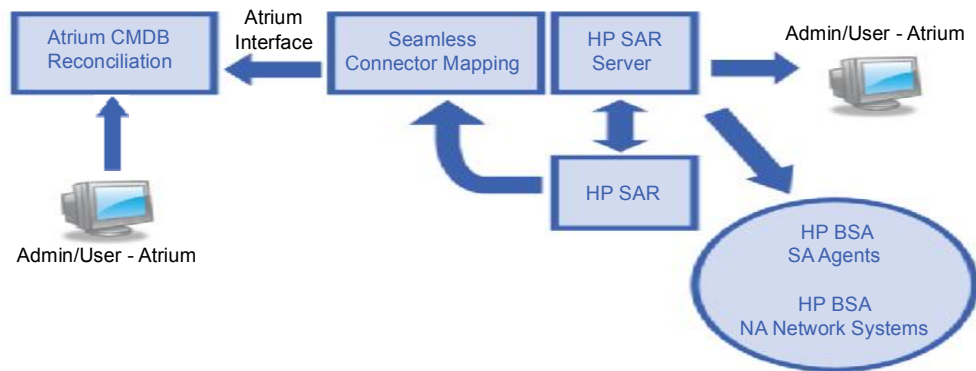 Atrium CMDB
Reconciliation
Atrium
Interface
Seamless
Connector Mapping
HP SAR
Server
Admin/User - Atrium
HP SAR
Admin/User - Atrium
HP BSA
SA Agents
HP BSA
NA Network Systems